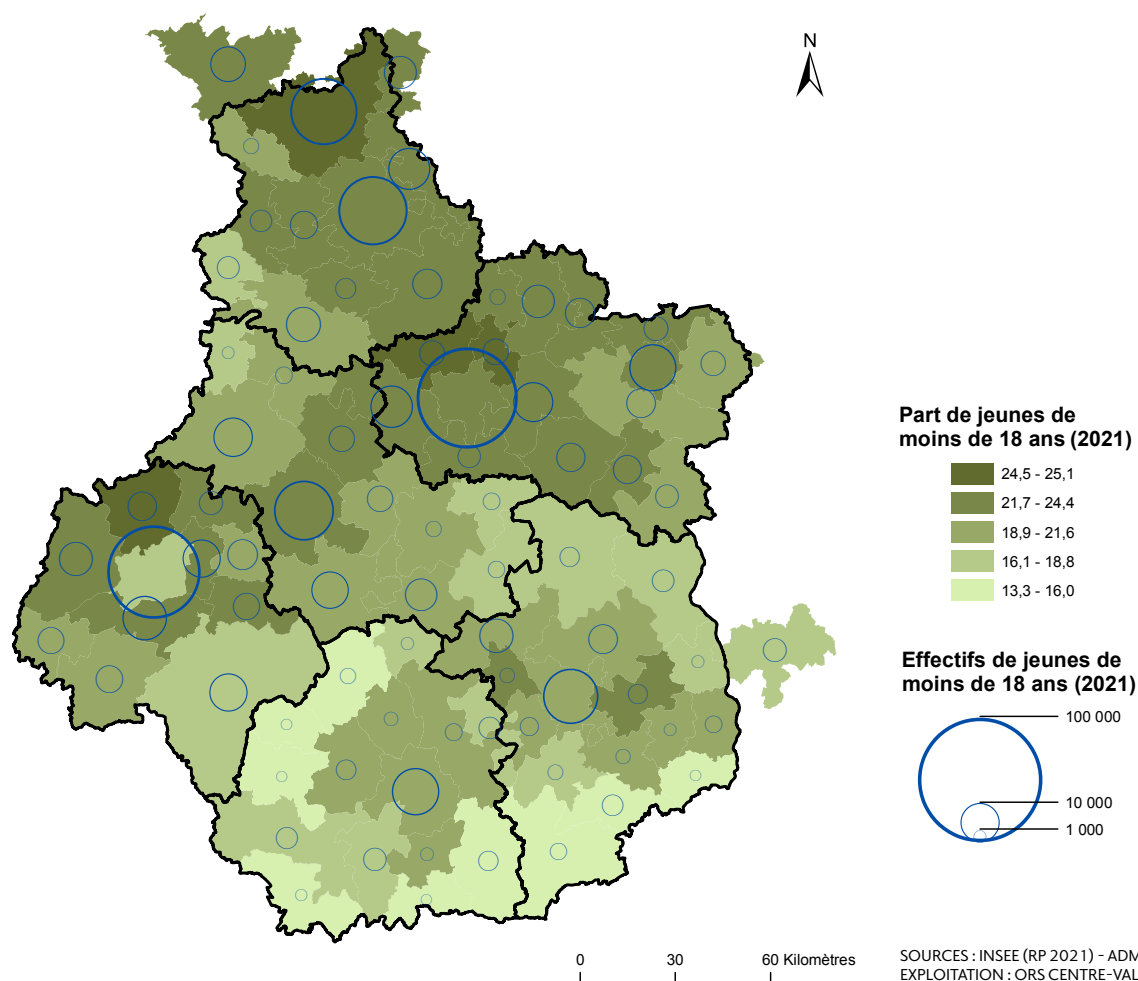 N
Part de jeunes de
moins de 18 ans (2021)
24,5 - 25,1
21,7 - 24,4
18,9 - 21,6
16,1 - 18,8
13,3 - 16,0
Effectifs de jeunes de
moins de 18 ans (2021)
100 000
10 000
1 000
0 30 60 Kilomètres
SOURCES : INSEE (RP 2021) - ADM
EXPLOITATION : ORS CENTRE-VAL